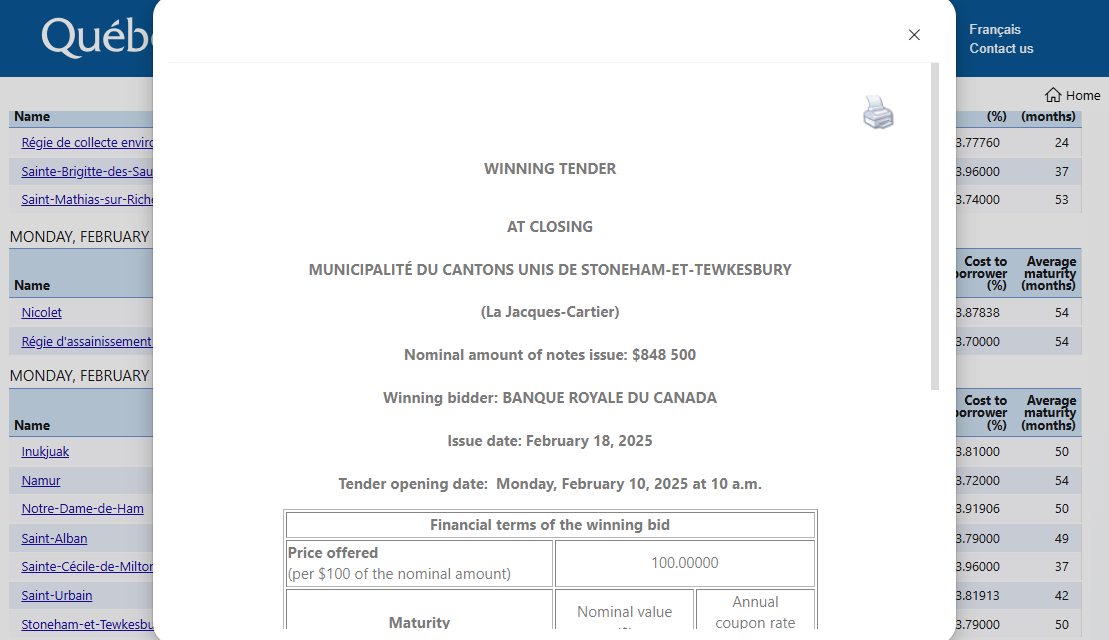 Québ
Français
Contact us
Home
Name
(%)
(months)
Régie de collecte enviro
3.77760
24
Sainte-Brigitte-des-Sau
3.96000
37
Saint-Mathias-sur-Riche
3.74000
53
MONDAY, FEBRUARY
Name
Cost to
borrower
(%)
Average
maturity
(months)
Nicolet
3.87838
54
Régie d'assainissement
3.70000
54
MONDAY, FEBRUARY
Name
Cost to
borrower
(%)
Average
maturity
(months)
Inukjuak
3.81000
50
Namur
3.72000
54
Notre-Dame-de-Ham
3.91906
50
Saint-Alban
3.79000
49
Sainte-Cécile-de-Milton
3.96000
37
Saint-Urbain
3.81913
42
Stoneham-et-Tewkesbu
3.79000
50
WINNING TENDER
AT CLOSING
MUNICIPALITÉ DU CANTONS UNIS DE STONEHAM-ET-TEWKESBURY
(La Jacques-Cartier)
Nominal amount of notes issue: $848 500
Winning bidder: BANQUE ROYALE DU CANADA
Issue date: February 18, 2025
Tender opening date: Monday, February 10, 2025 at 10 a.m.
Financial terms of the winning bid
Price offered
(per $100 of the nominal amount)
100.00000
Maturity
Nominal value
Annual
coupon rate